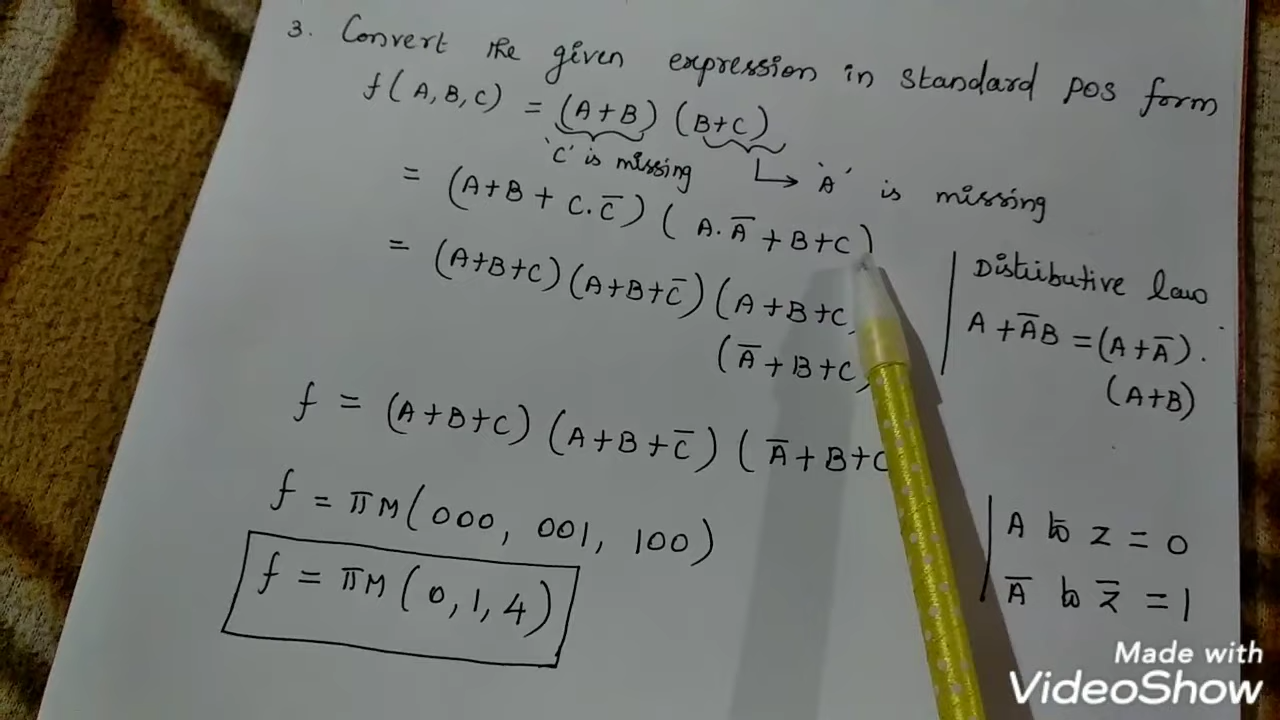 3. Convert the given expression in Standard POS form
f(A,B,C) = (A+B) (B+C)
'C' is missing 'A' is missing
= (A+B + C.C̅) ( A.A̅ + B+C)
= (A+B+C) (A+B+C̅) (A+B+C
(A̅+B+C
Distributive law
A + A̅B = (A+A̅).
(A+B)
f = (A+B+C) (A+B+C̅) ( A̅+B+C
f = πM(000, 001, 100)
f = πM(0,1,4)
A to z = 0
A̅ to z̅ = 1
Made with
VideoShow